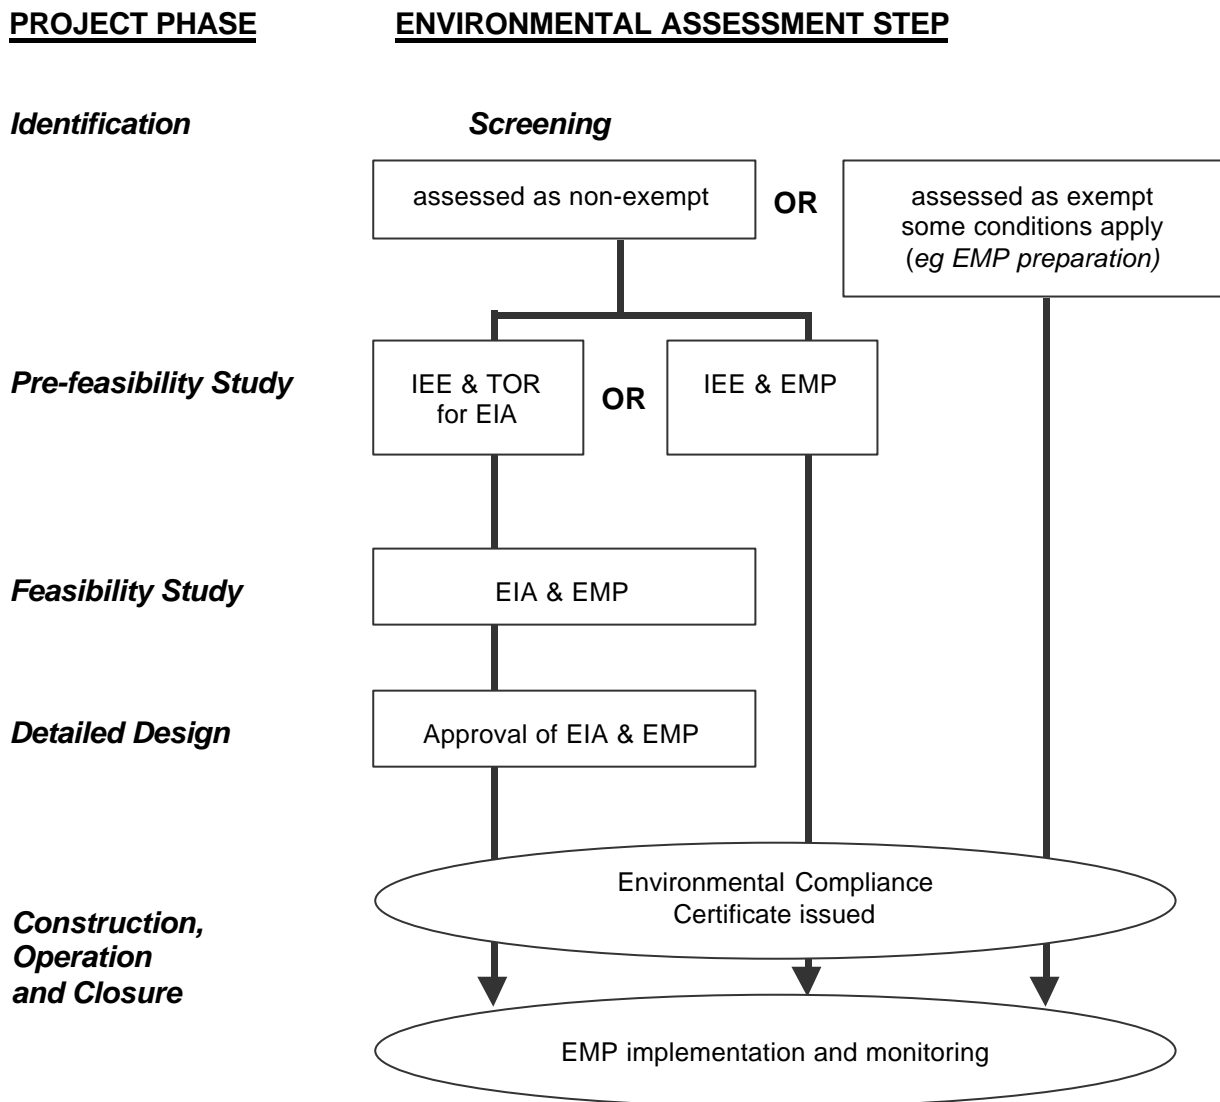 PROJECT PHASE
ENVIRONMENTAL ASSESSMENT STEP
Identification
Screening
assessed as non-exempt
OR
assessed as exempt
some conditions apply
(eg EMP preparation)
Pre-feasibility Study
IEE & TOR
for EIA
OR
IEE & EMP
Feasibility Study
EIA & EMP
Detailed Design
Approval of EIA & EMP
Construction,
Operation
and Closure
Environmental Compliance
Certificate issued
EMP implementation and monitoring